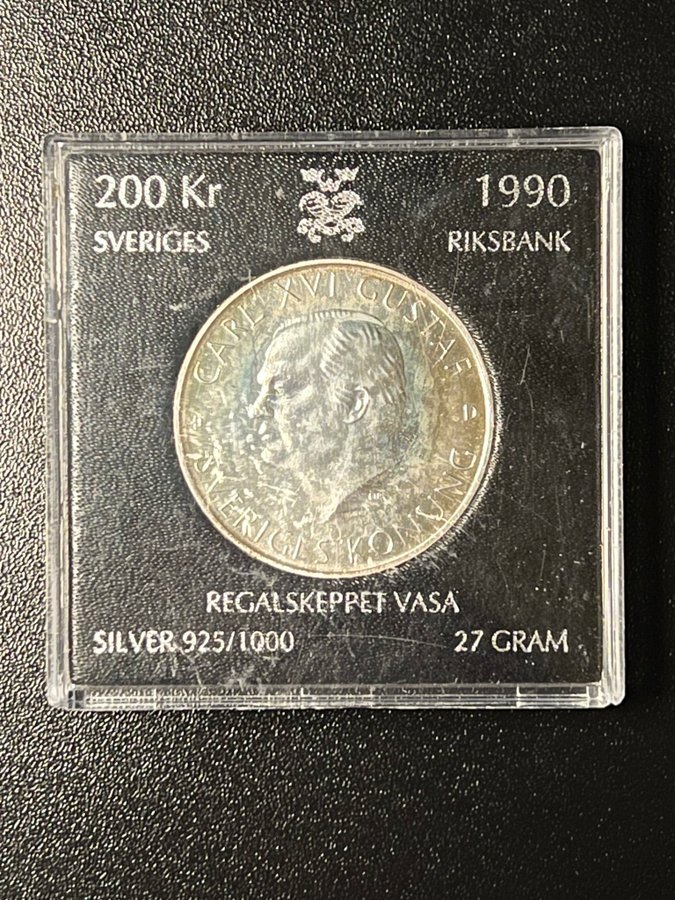 200 Kr
1990
SVERIGES
RIKSBANK
CARL XVI GUSTAF
SVERIGES KONUNG
REGALSKEPPET VASA
SILVER 925/1000
27 GRAM